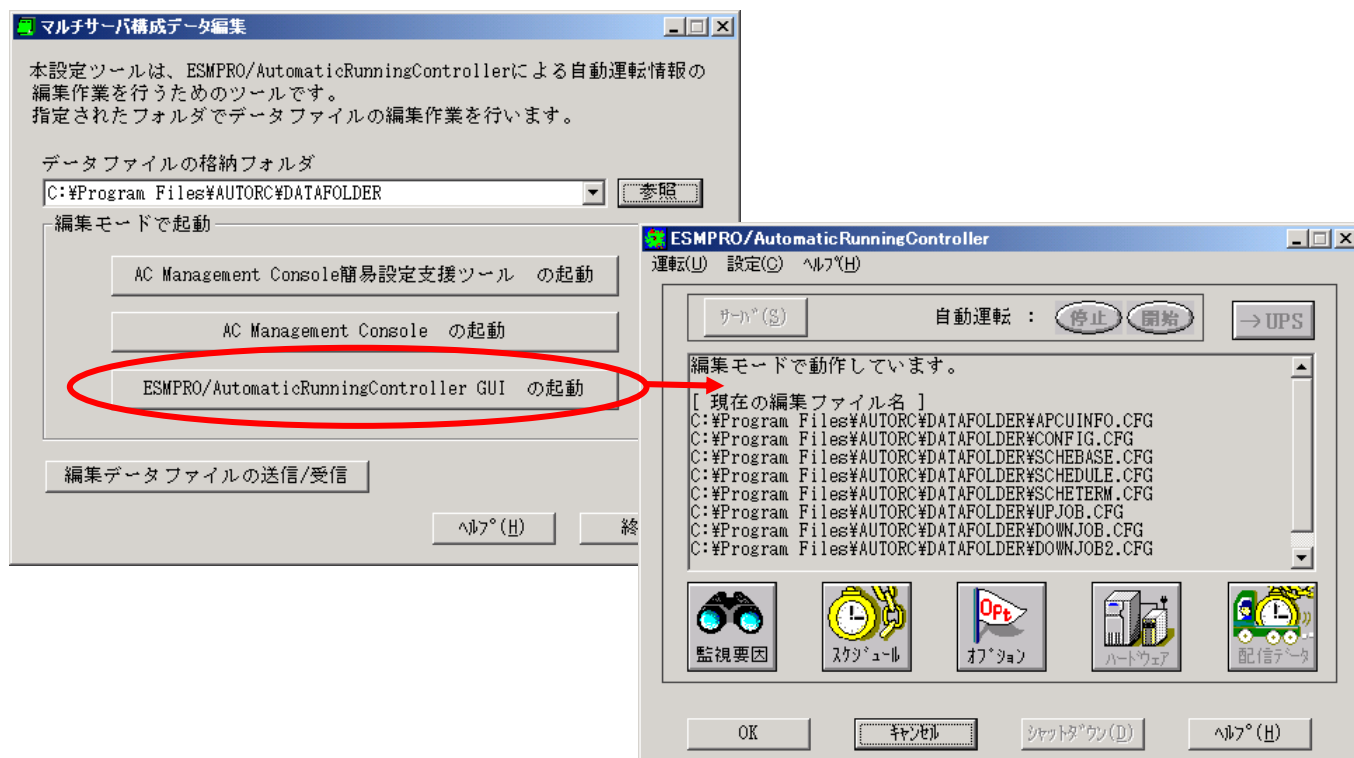 マルチサーバ構成データ編集
本設定ツールは、ESMPRO/AutomaticRunningControllerによる自動運転情報の
編集作業を行うためのツールです。
指定されたフォルダでデータファイルの編集作業を行います。
データファイルの格納フォルダ
C:¥Program Files¥AUTORC¥DATAFOLDER
参照
編集モードで起動
AC Management Console簡易設定支援ツール の起動
AC Management Console の起動
ESMPRO/AutomaticRunningController GUI の起動
編集データファイルの送信/受信
ヘルプ(H)
終
ESMPRO/AutomaticRunningController
運転(U) 設定(C) ヘルプ(H)
サーバ(S)
自動運転 : 停止 開始
→UPS
編集モードで動作しています。
[ 現在の編集ファイル名 ]
C:¥Program Files¥AUTORC¥DATAFOLDER¥APCUINFO.CFG
C:¥Program Files¥AUTORC¥DATAFOLDER¥CONFIG.CFG
C:¥Program Files¥AUTORC¥DATAFOLDER¥SCHEBASE.CFG
C:¥Program Files¥AUTORC¥DATAFOLDER¥SCHEDULE.CFG
C:¥Program Files¥AUTORC¥DATAFOLDER¥SCHETERM.CFG
C:¥Program Files¥AUTORC¥DATAFOLDER¥UPJOB.CFG
C:¥Program Files¥AUTORC¥DATAFOLDER¥DOWNJOB.CFG
C:¥Program Files¥AUTORC¥DATAFOLDER¥DOWNJOB2.CFG
Opt
監視要因 スケジュール オプション ハードウェア 配信データ
OK キャンセル シャットダウン(D) ヘルプ(H)